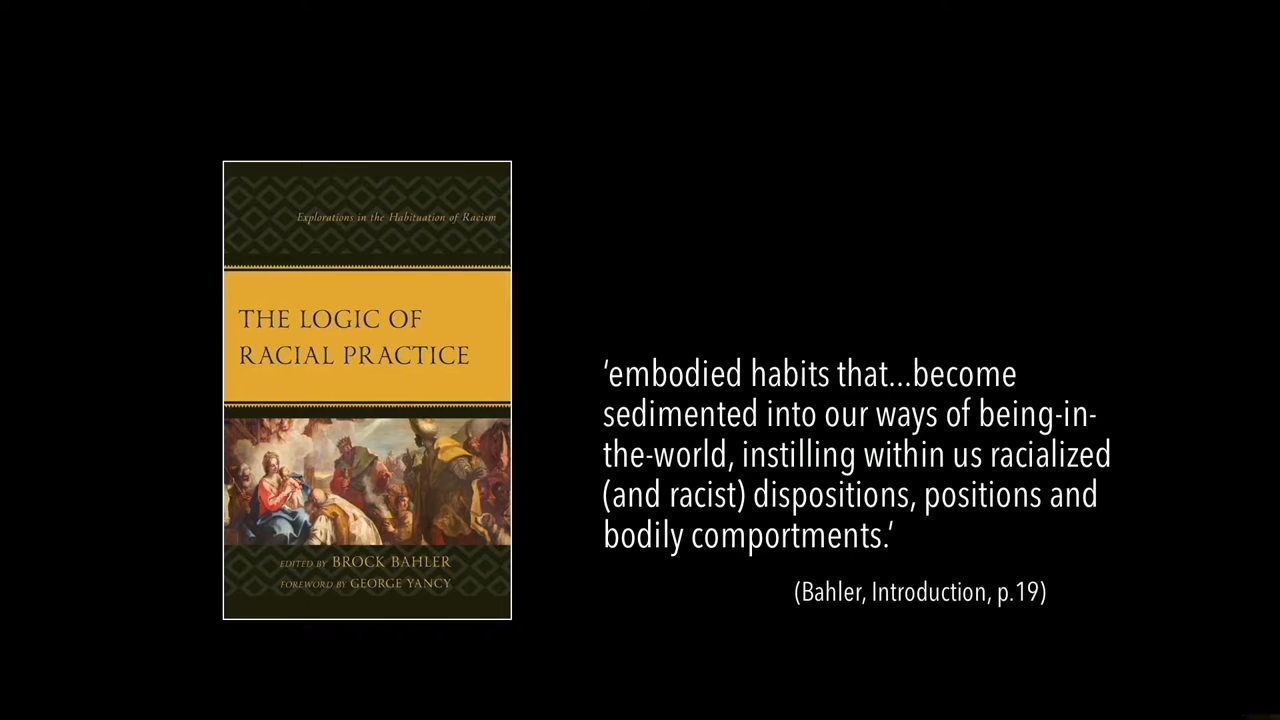 Explorations in the Habituation of Racism
THE LOGIC OF
RACIAL PRACTICE
EDITED BY BROCK BAHLER
FOREWORD BY GEORGE YANCY
‘embodied habits that...become
sedimented into our ways of being-in-
the-world, instilling within us racialized
(and racist) dispositions, positions and
bodily comportments.’
(Bahler, Introduction, p.19)